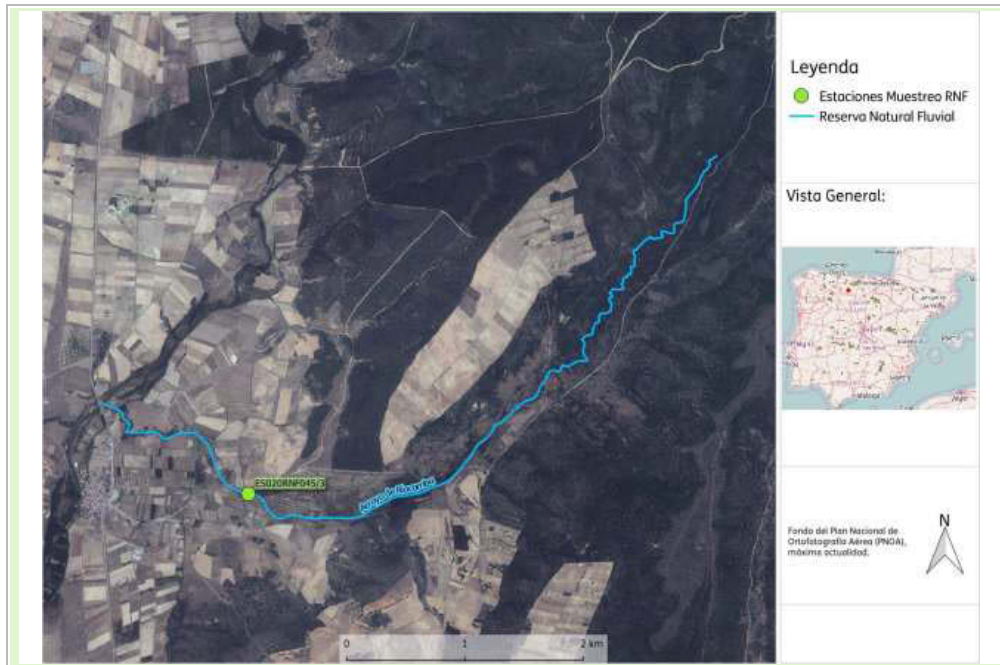 Leyenda
Estaciones Muestreo RNF
Reserva Natural Fluvial
Vista General:
ES020RNF045/3
Fondo del Plan Nacional de
Ortofotografía Aérea (PNOA),
máxima actualidad.
N
0 1 2 km